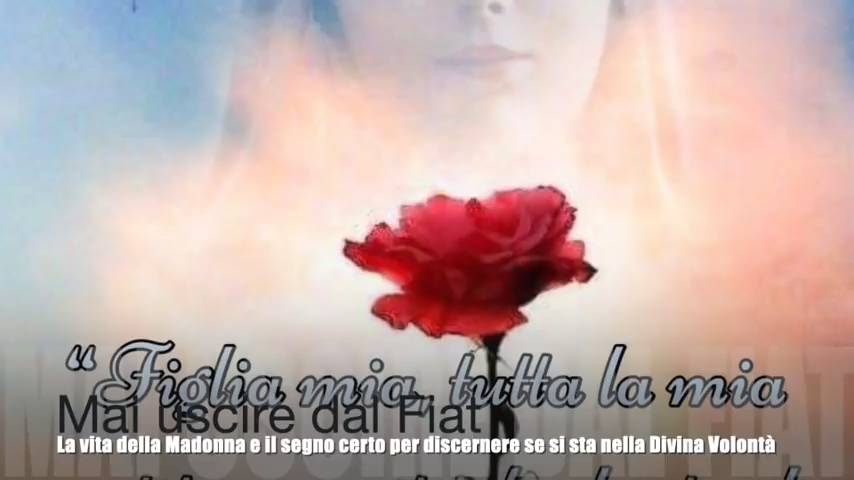 “Figlia mia, tutta la mia
Mai uscire dal Fiat
La vita della Madonna e il segno certo per discernere se si sta nella Divina Volontà